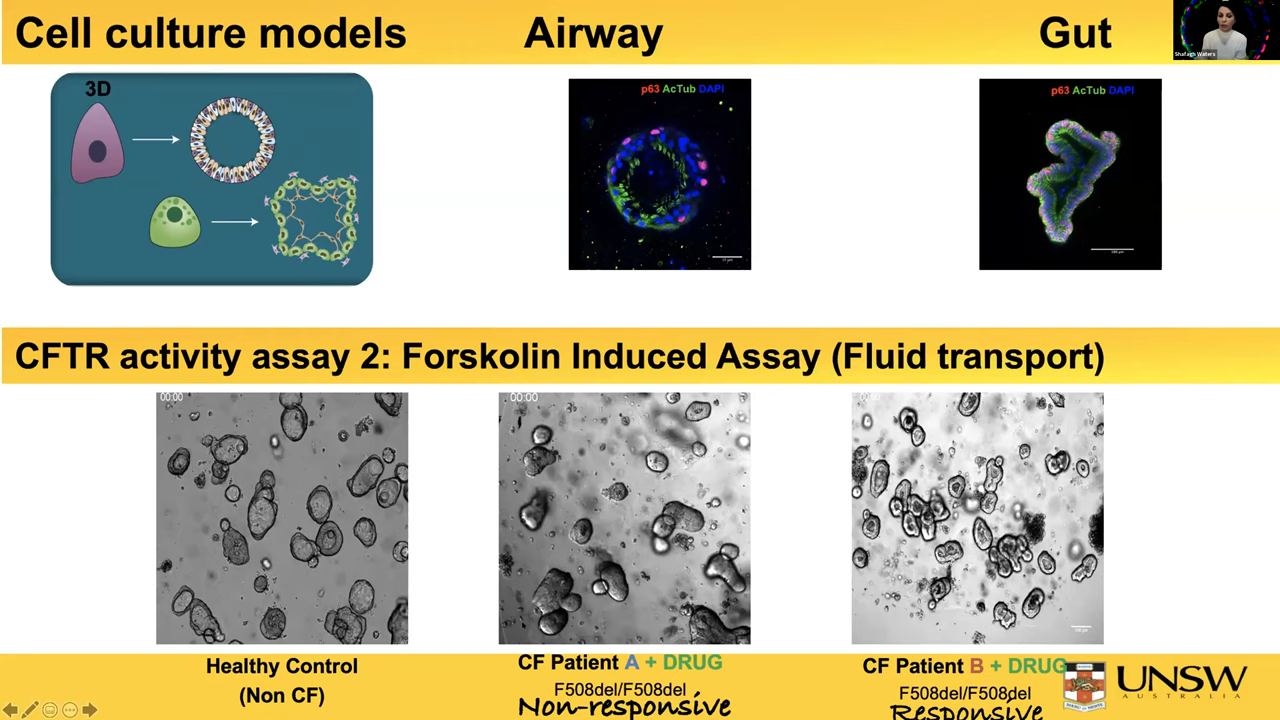 Cell culture models
Airway
Gut
Shafagh Waters
3D
p63 AcTub DAPI
p63 AcTub DAPI
CFTR activity assay 2: Forskolin Induced Assay (Fluid transport)
00:00
00:00
Healthy Control
(Non CF)
CF Patient A + DRUG
F508del/F508del
Non-responsive
CF Patient B + DRUG
F508del/F508del
Responsive
UNSW
AUSTRALIA